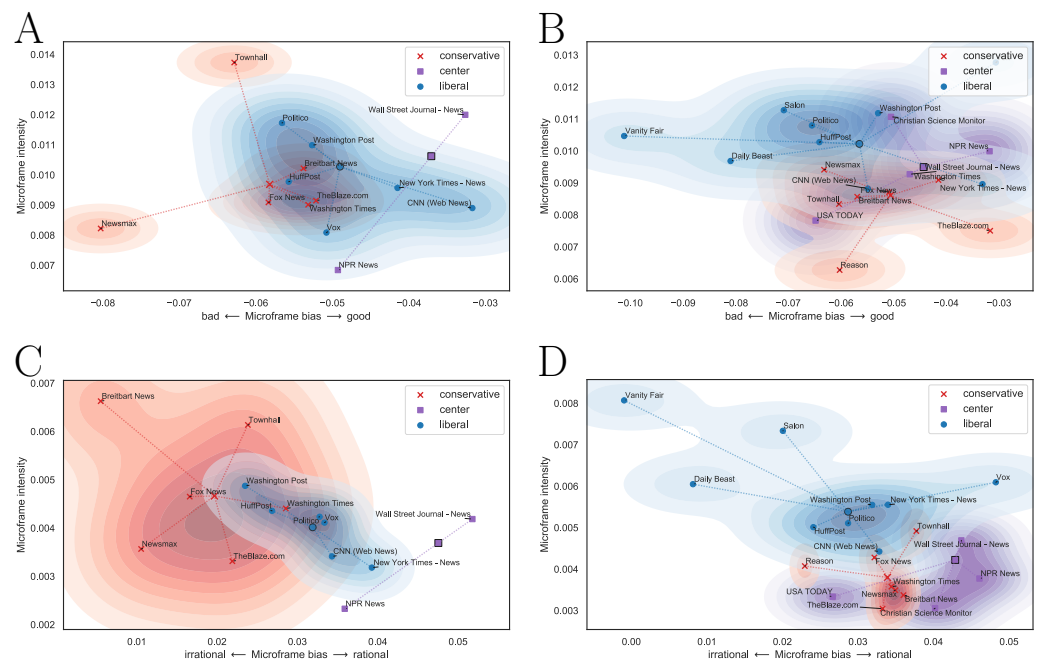 A
Microframe intensity
0.014
0.013
0.012
0.011
0.010
0.009
0.008
0.007
Townhall
Wall Street Journal - News
Politico
Washington Post
Breitbart News
HuffPost
New York Times - News
Fox News
TheBlaze.com
Washington Times
CNN (Web News)
Newsmax
Vox
NPR News
conservative
center
liberal
−0.08 −0.07 −0.06 −0.05 −0.04 −0.03
bad ⟵ Microframe bias ⟶ good
B
Microframe intensity
0.013
0.012
0.011
0.010
0.009
0.008
0.007
0.006
Salon
Washington Post
Christian Science Monitor
Politico
Vanity Fair
HuffPost
NPR News
Daily Beast
Newsmax
Wall Street Journal - News
Washington Times
CNN (Web News)
Fox News
New York Times - News
Townhall
Breitbart News
USA TODAY
TheBlaze.com
Reason
conservative
center
liberal
−0.10 −0.09 −0.08 −0.07 −0.06 −0.05 −0.04 −0.03
bad ⟵ Microframe bias ⟶ good
C
Microframe intensity
0.007
0.006
0.005
0.004
0.003
0.002
Breitbart News
Townhall
Washington Post
Fox News
HuffPost
Washington Times
Politico
Vox
Wall Street Journal - News
Newsmax
TheBlaze.com
CNN (Web News)
New York Times - News
NPR News
conservative
center
liberal
0.01 0.02 0.03 0.04 0.05
irrational ⟵ Microframe bias ⟶ rational
D
Microframe intensity
0.008
0.007
0.006
0.005
0.004
0.003
Vanity Fair
Salon
Daily Beast
Vox
Washington Post
New York Times - News
Politico
HuffPost
Townhall
CNN (Web News)
Wall Street Journal - News
Reason
Fox News
NPR News
Washington Times
USA TODAY
Newsmax
Breitbart News
TheBlaze.com
Christian Science Monitor
conservative
center
liberal
0.00 0.01 0.02 0.03 0.04 0.05
irrational ⟵ Microframe bias ⟶ rational